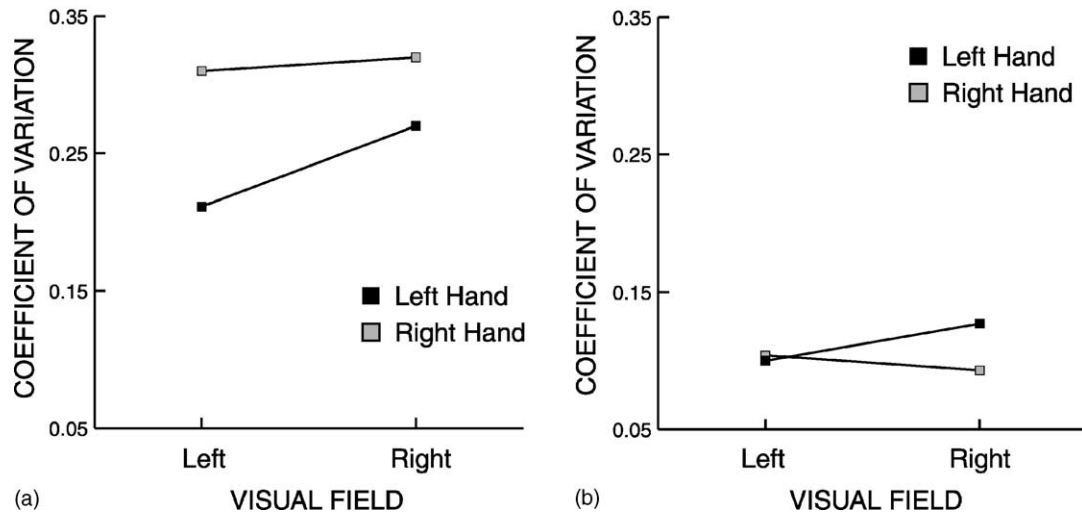 0.35
0.25
0.15
0.05
COEFFICIENT OF VARIATION
Left Hand
Right Hand
Left
Right
VISUAL FIELD
(a)
0.35
0.25
0.15
0.05
COEFFICIENT OF VARIATION
Left Hand
Right Hand
Left
Right
VISUAL FIELD
(b)